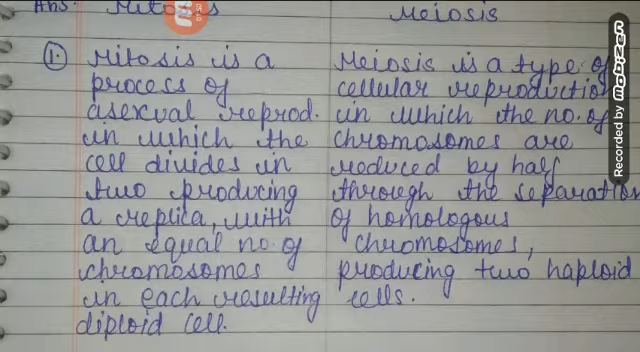 Ans: Mitosis Meiosis
① Mitosis is a
process of
asexual reprod.
in which the
cell divides in
two producing
a replica, with
an equal no. of
chromosomes
in each resulting
diploid cell.
Meiosis is a type of
cellular reproduction
in which the no. of
chromosomes are
reduced by half
through the separation
of homologous
chromosomes,
producing two haploid
cells.
Recorded by MOBIZEN